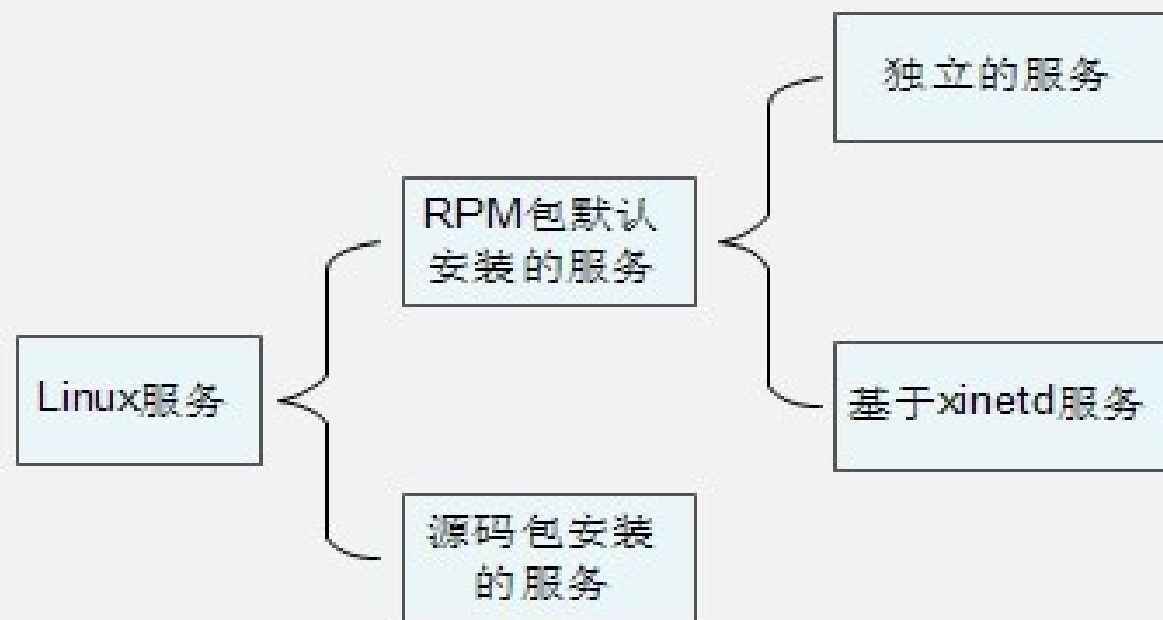 独立的服务
RPM包默认
安装的服务
Linux服务
基于xinetd服务
源码包安装
的服务